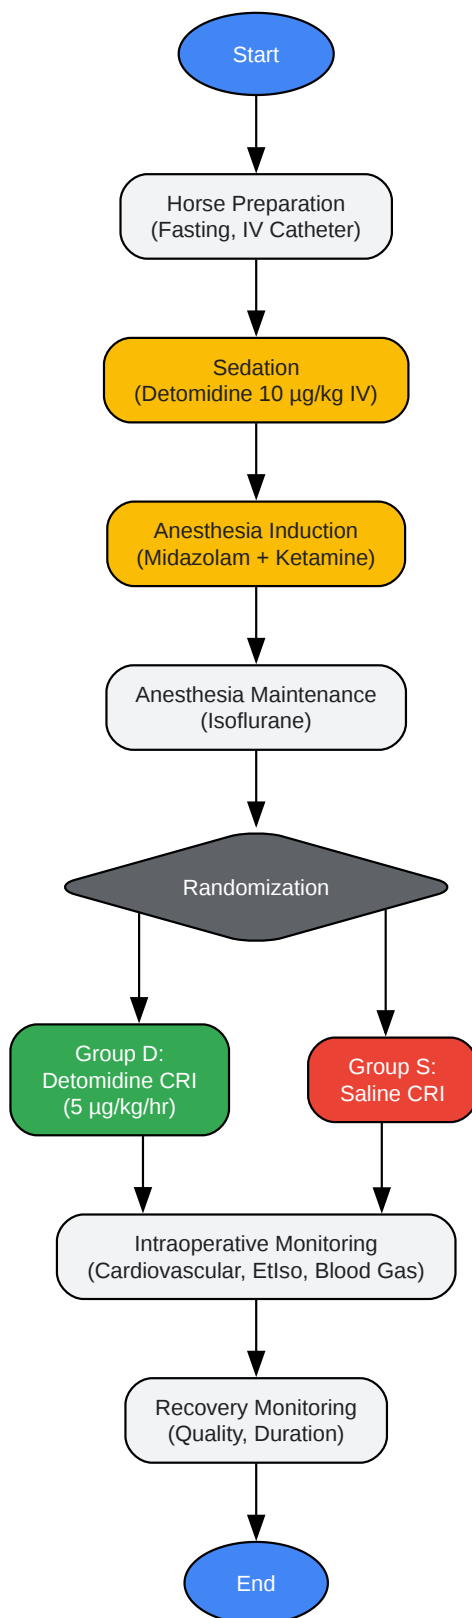 Start
Horse Preparation
(Fasting, IV Catheter)
Sedation
(Detomidine 10 µg/kg IV)
Anesthesia Induction
(Midazolam + Ketamine)
Anesthesia Maintenance
(Isoflurane)
Randomization
Group D:
Detomidine CRI
(5 µg/kg/hr)
Group S:
Saline CRI
Intraoperative Monitoring
(Cardiovascular, EtIso, Blood Gas)
Recovery Monitoring
(Quality, Duration)
End